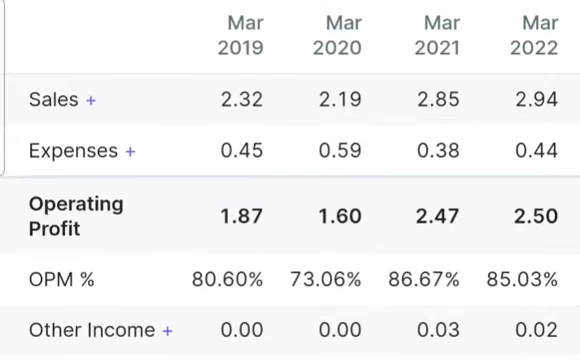 Mar Mar Mar Mar
2019 2020 2021 2022
Sales + 2.32 2.19 2.85 2.94
Expenses + 0.45 0.59 0.38 0.44
Operating
Profit 1.87 1.60 2.47 2.50
OPM % 80.60% 73.06% 86.67% 85.03%
Other Income + 0.00 0.00 0.03 0.02